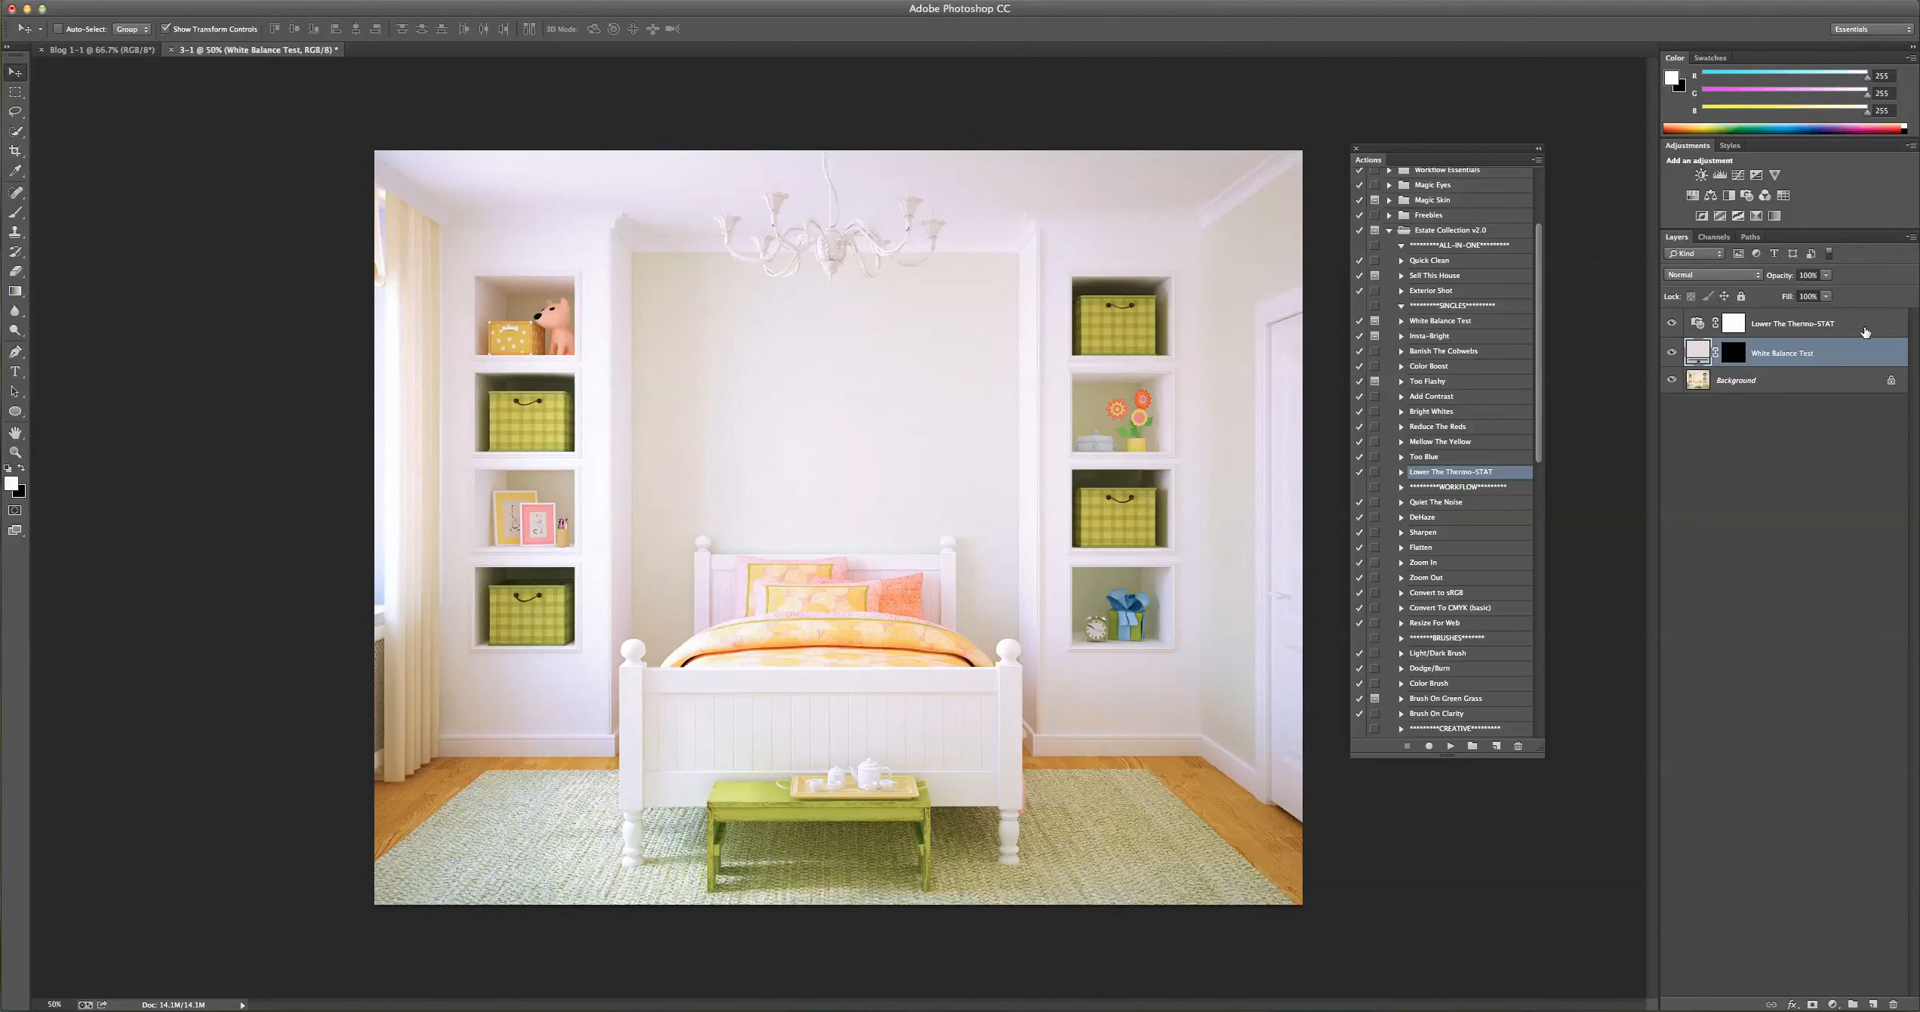 Adobe Photoshop CC
Auto-Select: Group Show Transform Controls 3D Mode: Essentials
Blog 1-1 @ 66.7% (RGB/8*) 3-1 @ 50% (White Balance Test, RGB/8) *
Color Swatches
R 255
G 255
B 255
Adjustments Styles
Add an adjustment
Layers Channels Paths
Kind
Normal Opacity: 100%
Lock: Fill: 100%
Lower The Thermo-STAT
White Balance Test
Background
Actions
Workflow Essentials
Magic Eyes
Magic Skin
Freebies
Estate Collection v2.0
*********ALL-IN-ONE*********
Quick Clean
Sell This House
Exterior Shot
*********SINGLES*********
White Balance Test
Insta-Bright
Banish The Cobwebs
Color Boost
Too Flashy
Add Contrast
Bright Whites
Reduce The Reds
Mellow The Yellow
Too Blue
Lower The Thermo-STAT
*********WORKFLOW*********
Quiet The Noise
DeHaze
Sharpen
Flatten
Zoom In
Zoom Out
Convert to sRGB
Convert To CMYK (basic)
Resize For Web
*******BRUSHES*******
Light/Dark Brush
Dodge/Burn
Color Brush
Brush On Green Grass
Brush On Clarity
*********CREATIVE*********
50% Doc: 14.1M/14.1M